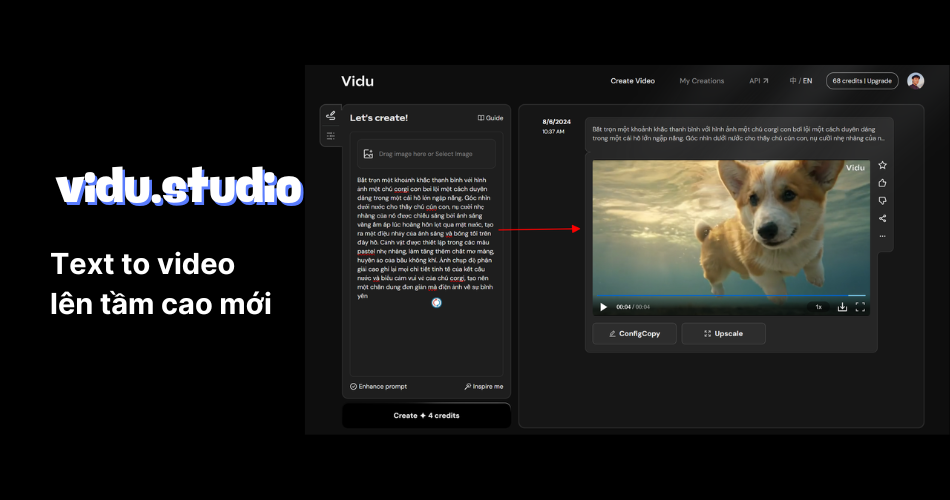 vidu.studio
Text to video
lên tầm cao mới
Vidu
Create Video
My Creations
API
中 / EN
68 credits | Upgrade
Let's create!
Guide
Drag image here or Select Image
Bắt trọn một khoảnh khắc thanh bình với hình
ảnh một chú corgi con bơi lội một cách duyên
dáng trong một cái hồ lớn ngập nắng. Góc nhìn
dưới nước cho thấy chú cún con, nụ cười nhẹ
nhàng của nó được chiếu sáng bởi ánh sáng
vàng ấm áp lúc hoàng hôn lọt qua mặt nước, tạo
ra một điệu nhảy của ánh sáng và bóng tối trên
đáy hồ. Cảnh vật được thiết lập trong các màu
pastel nhẹ nhàng, làm tăng thêm chất mơ màng,
huyền ảo của bầu không khí. Ảnh chụp độ phân
giải cao ghi lại mọi chi tiết tinh tế của kết cấu
nước và biểu cảm vui vẻ của chú corgi, tạo nên
một chân dung đơn giản mà điện ảnh về sự bình
yên
Enhance prompt
Inspire me
Create ✦ 4 credits
8/6/2024
10:37 AM
Bắt trọn một khoảnh khắc thanh bình với hình ảnh một chú corgi con bơi lội một cách duyên dáng
trong một cái hồ lớn ngập nắng. Góc nhìn dưới nước cho thấy chú cún con, nụ cười nhẹ nhàng của n...
Vidu
00:04 / 00:04
1x
ConfigCopy
Upscale